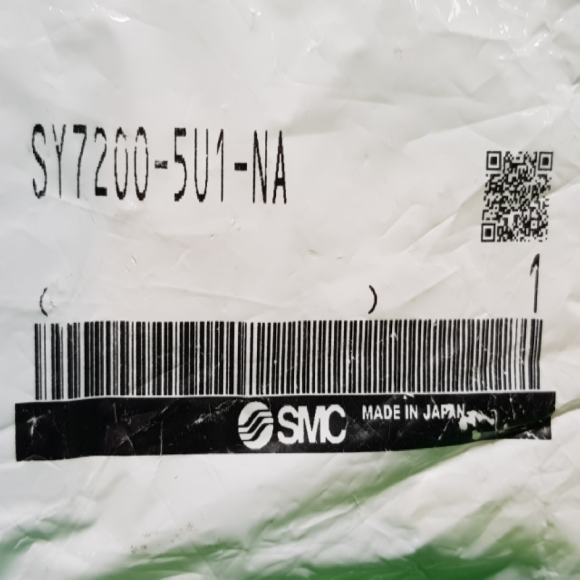 SY7200-5U1-NA
( )
1
SMC MADE IN JAPAN